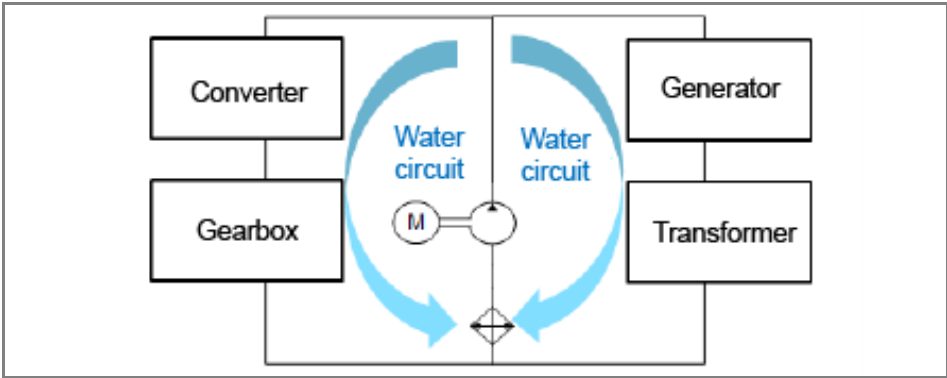 Converter
Generator
Water
circuit
Water
circuit
Gearbox
M
Transformer